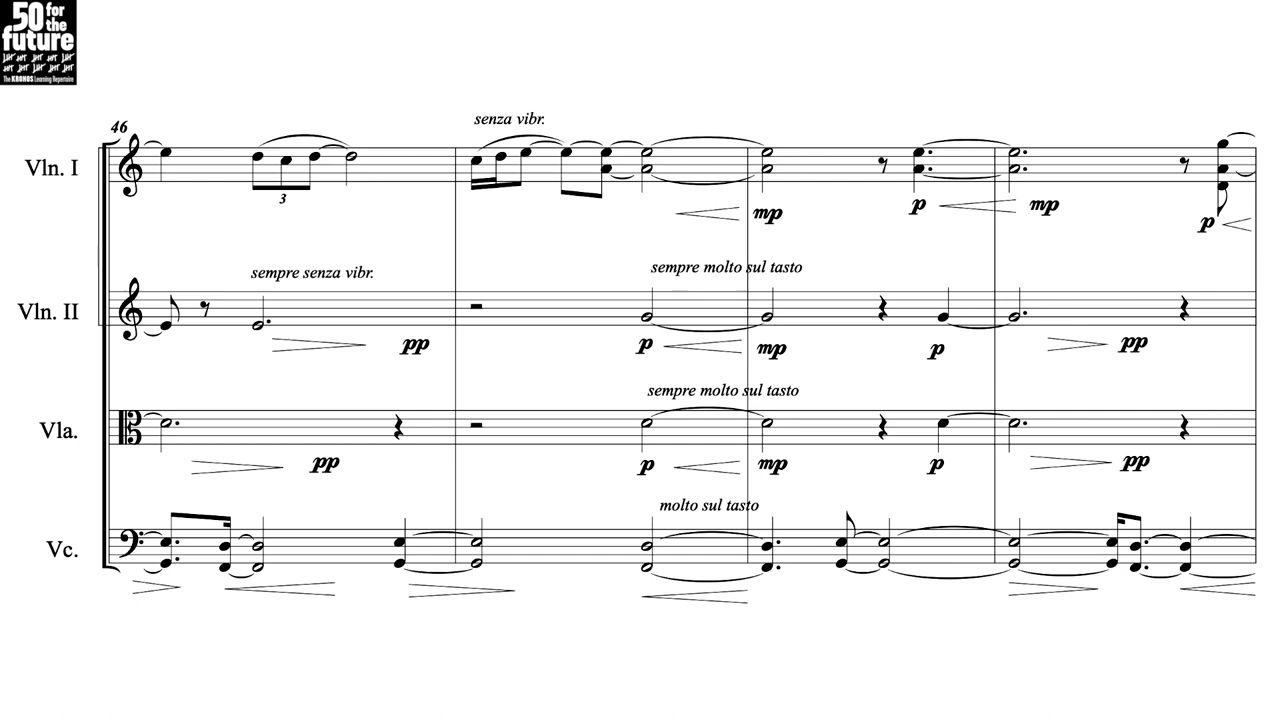 50 for
the
future
The KRONOS Learning Repertoire
46
senza vibr.
Vln. I
3
mp
p
mp
p
sempre senza vibr.
sempre molto sul tasto
Vln. II
pp
p
mp
p
pp
sempre molto sul tasto
Vla.
pp
p
mp
p
pp
molto sul tasto
Vc.